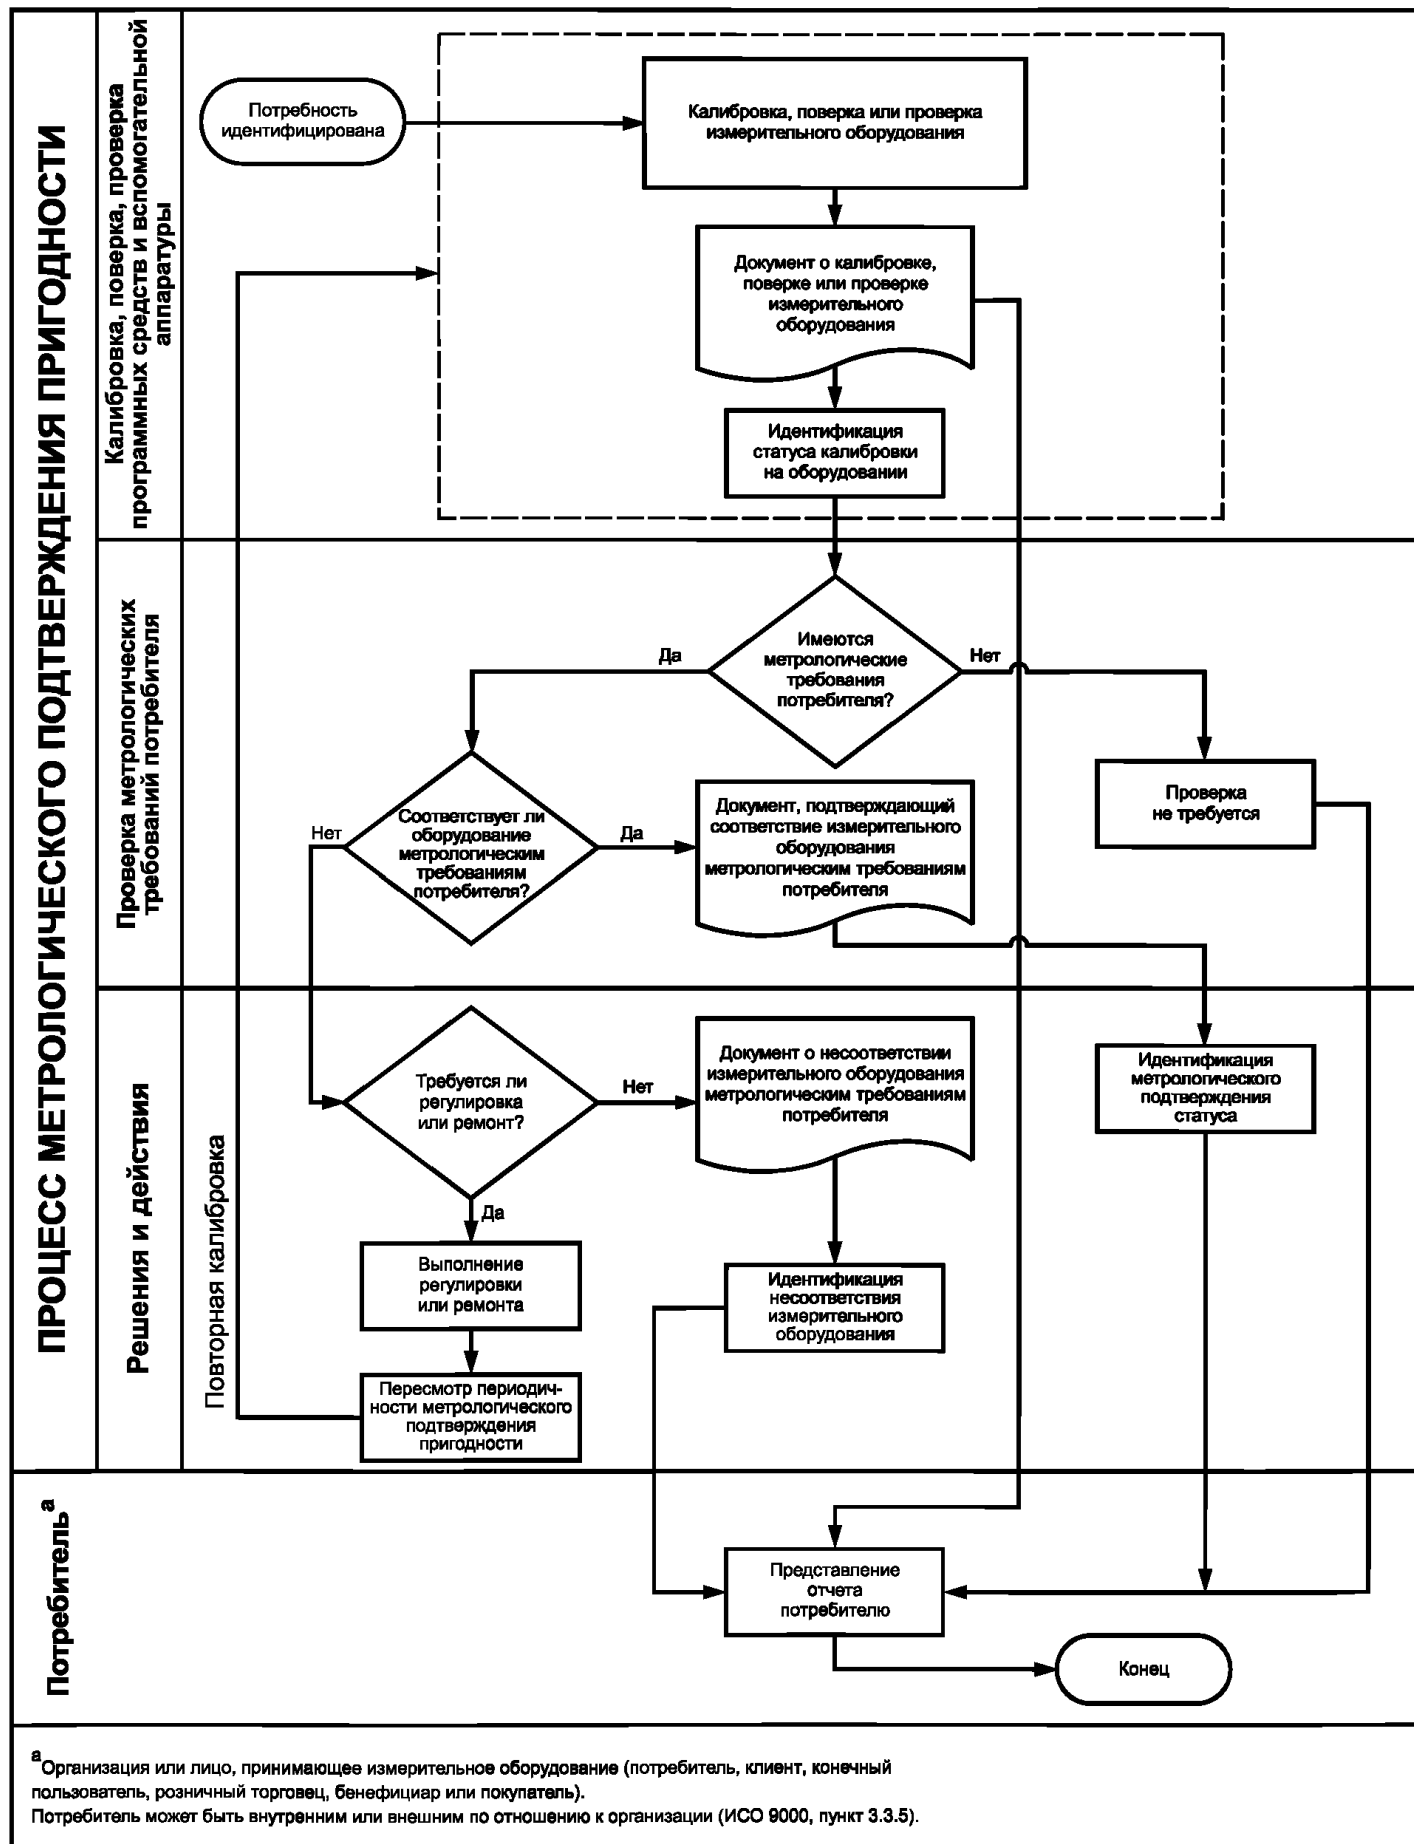 ПРОЦЕСС МЕТРОЛОГИЧЕСКОГО ПОДТВЕРЖДЕНИЯ ПРИГОДНОСТИ
Калибровка, поверка, проверка
программных средств и вспомогательной
аппаратуры
Потребность
идентифицирована
Калибровка, поверка или проверка
измерительного оборудования
Документ о калибровке,
поверке или проверке
измерительного
оборудования
Идентификация
статуса калибровки
на оборудовании
Проверка метрологических
требований потребителя
Имеются
метрологические
требования
потребителя?
Да
Нет
Проверка
не требуется
Соответствует ли
оборудование
метрологическим
требованиям
потребителя?
Нет
Да
Документ, подтверждающий
соответствие измерительного
оборудования
метрологическим требованиям
потребителя
Решения и действия
Повторная калибровка
Требуется ли
регулировка
или ремонт?
Нет
Да
Документ о несоответствии
измерительного оборудования
метрологическим требованиям
потребителя
Идентификация
метрологического
подтверждения
статуса
Выполнение
регулировки
или ремонта
Идентификация
несоответствия
измерительного
оборудования
Пересмотр периодич-
ности метрологического
подтверждения
пригодности
Потребитель a
Представление
отчета
потребителю
Конец
a Организация или лицо, принимающее измерительное оборудование (потребитель, клиент, конечный
пользователь, розничный торговец, бенефициар или покупатель).
Потребитель может быть внутренним или внешним по отношению к организации (ИСО 9000, пункт 3.3.5).